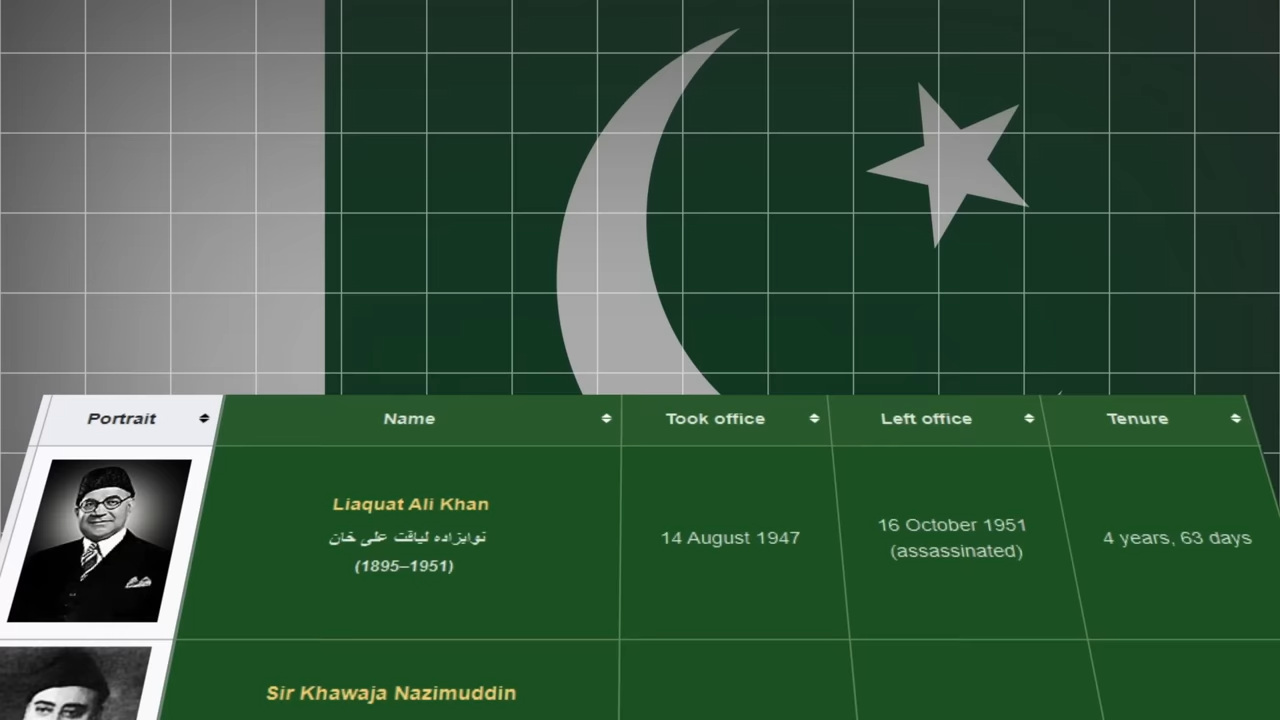 Portrait
Name
Took office
Left office
Tenure
Liaquat Ali Khan
نوابزاده لیاقت علی خان
(1895–1951)
14 August 1947
16 October 1951
(assassinated)
4 years, 63 days
Sir Khawaja Nazimuddin